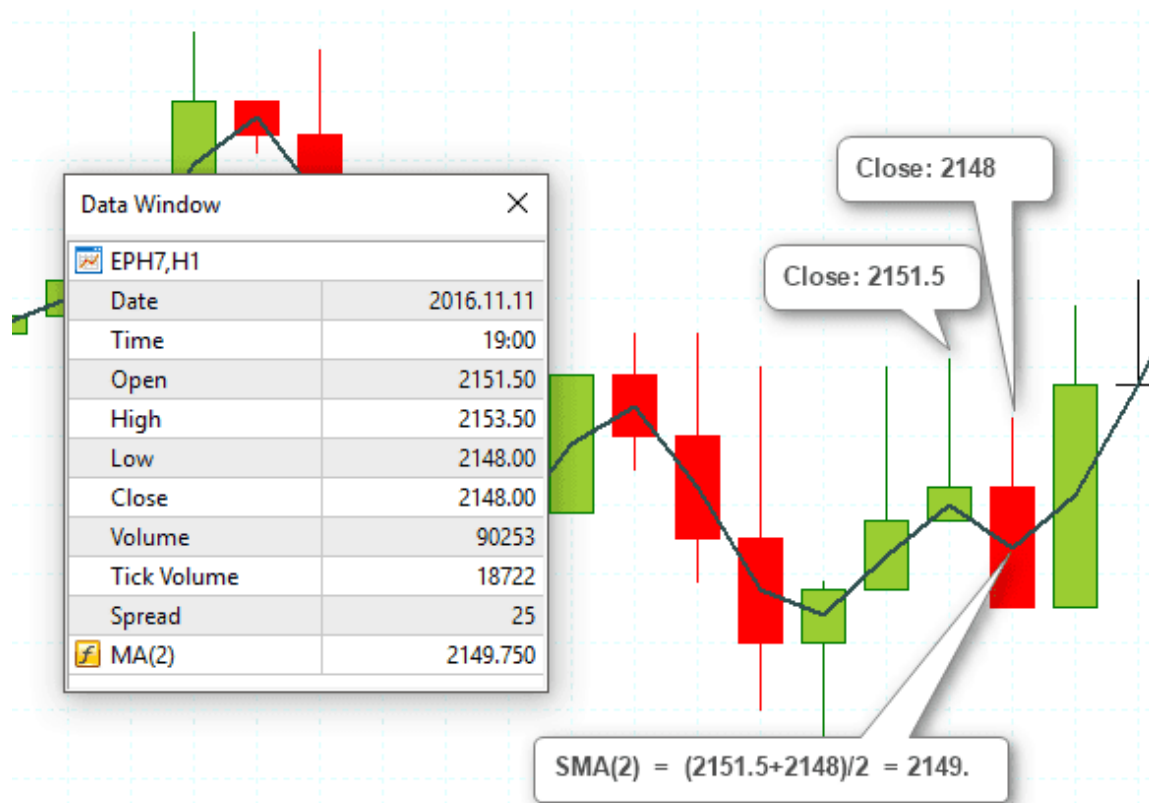 Close: 2148
Data Window
Close: 2151.5
EPH7,H1
Date 2016.11.11
Time 19:00
Open 2151.50
High 2153.50
Low 2148.00
Close 2148.00
Volume 90253
Tick Volume 18722
Spread 25
MA(2) 2149.750
SMA(2) = (2151.5+2148)/2 = 2149.